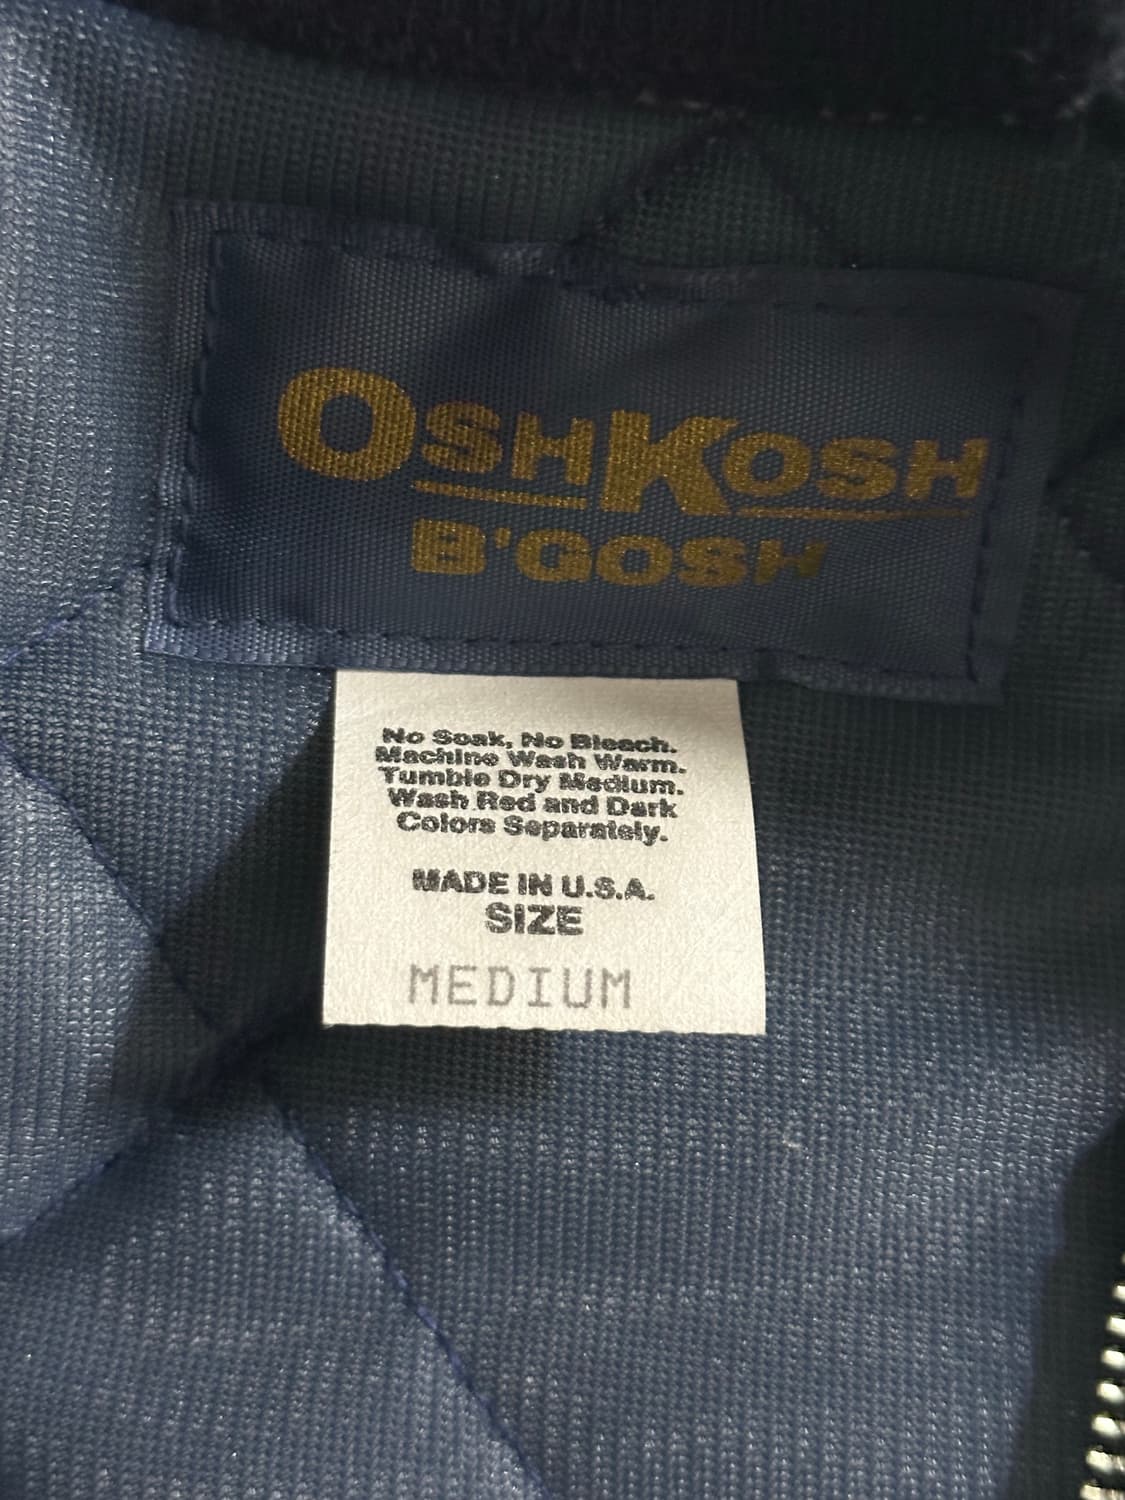 OSHKOSH
B'GOSH
No Soak, No Bleach.
Machine Wash Warm.
Tumble Dry Medium.
Wash Red and Dark
Colors Separately.
MADE IN U.S.A.
SIZE
MEDIUM